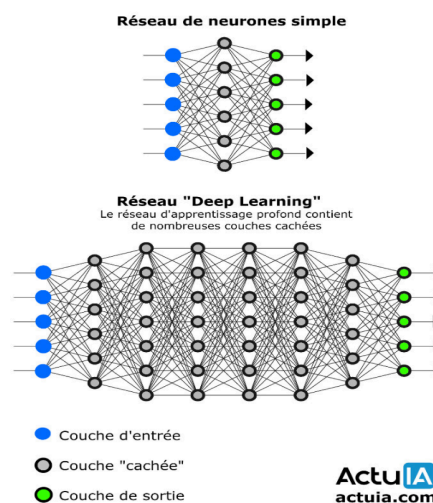 Réseau de neurones simple
Réseau "Deep Learning"
Le réseau d'apprentissage profond contient
de nombreuses couches cachées
Couche d'entrée
Couche "cachée"
Couche de sortie
ActuIA
actuia.com